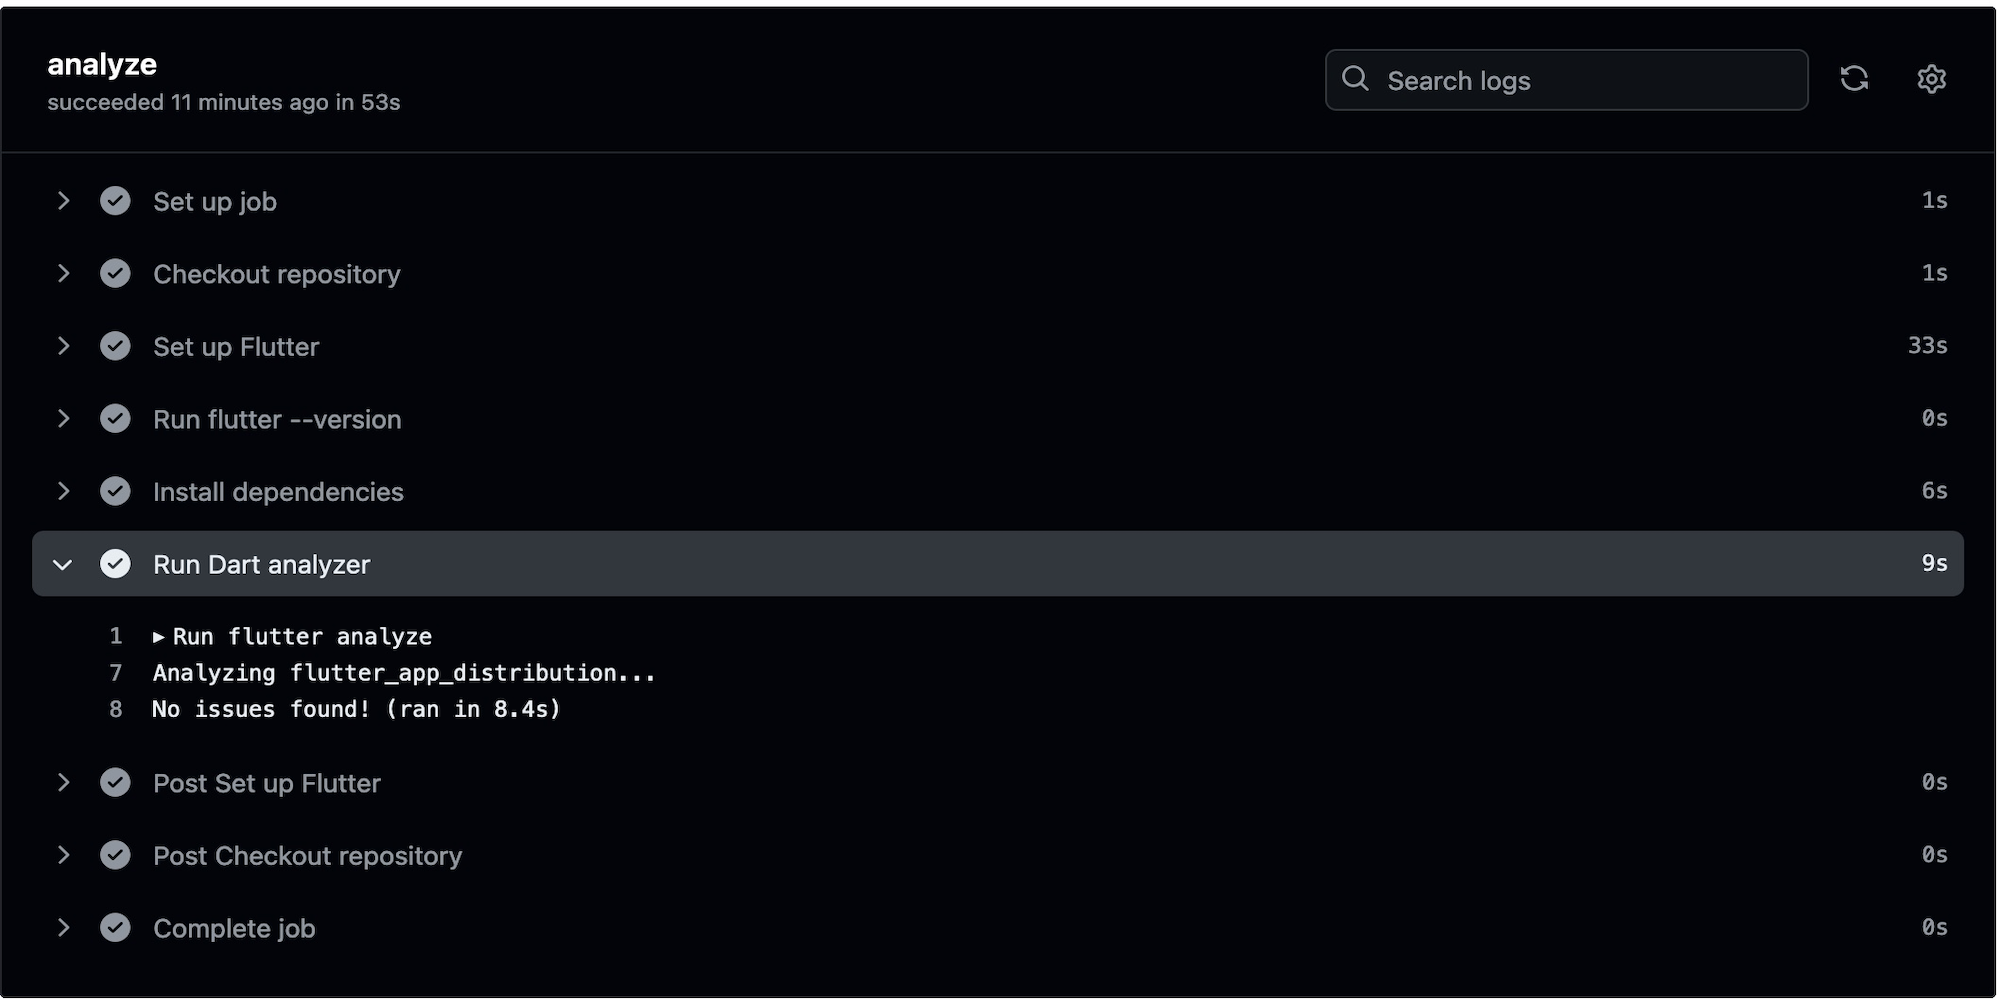 analyze
succeeded 11 minutes ago in 53s
Search logs
Set up job 1s
Checkout repository 1s
Set up Flutter 33s
Run flutter --version 0s
Install dependencies 6s
Run Dart analyzer 9s
1 ▸ Run flutter analyze
7 Analyzing flutter_app_distribution...
8 No issues found! (ran in 8.4s)
Post Set up Flutter 0s
Post Checkout repository 0s
Complete job 0s